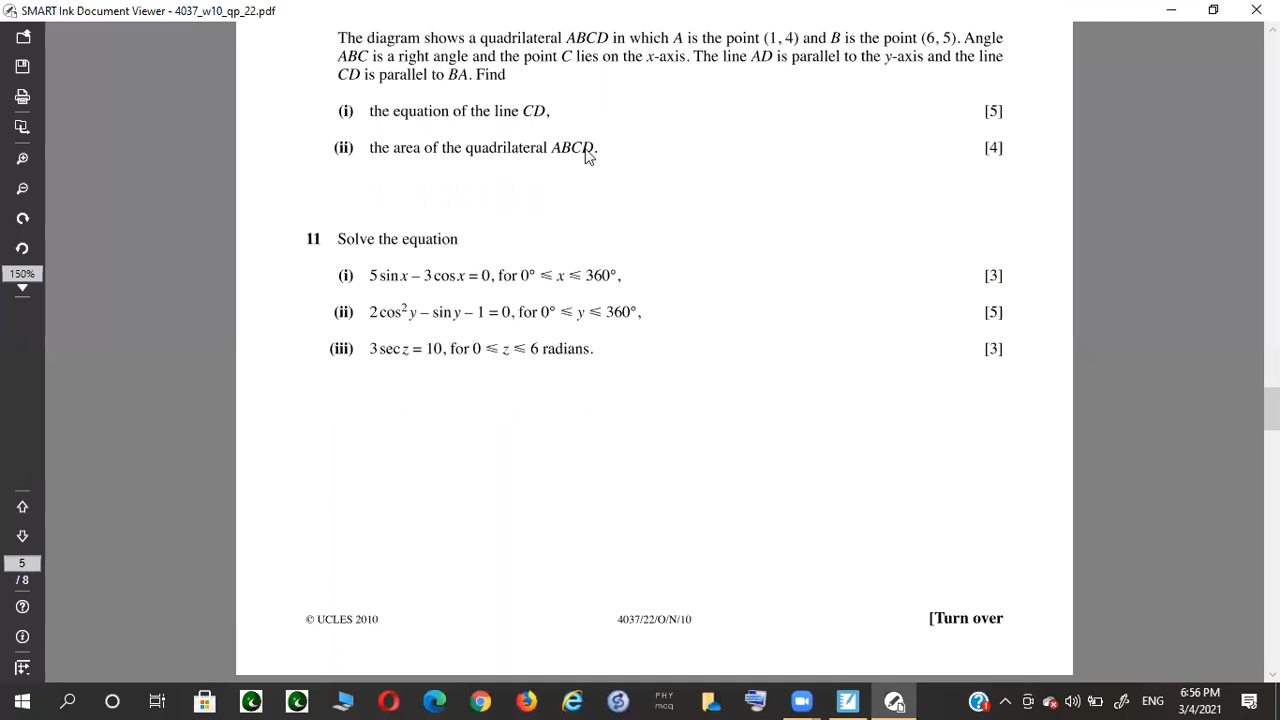 SMART Ink Document Viewer - 4037_w10_qp_22.pdf
The diagram shows a quadrilateral ABCD in which A is the point (1, 4) and B is the point (6, 5). Angle
ABC is a right angle and the point C lies on the x-axis. The line AD is parallel to the y-axis and the line
CD is parallel to BA. Find
(i) the equation of the line CD, [5]
(ii) the area of the quadrilateral ABCD. [4]
11 Solve the equation
(i) 5 sin x – 3 cos x = 0, for 0° ⩽ x ⩽ 360°, [3]
(ii) 2 cos² y – sin y – 1 = 0, for 0° ⩽ y ⩽ 360°, [5]
(iii) 3 sec z = 10, for 0 ⩽ z ⩽ 6 radians. [3]
150%
5
/ 8
© UCLES 2010 4037/22/O/N/10 [Turn over
PHY
mcq
ENG
6:56 PM
3/4/2021